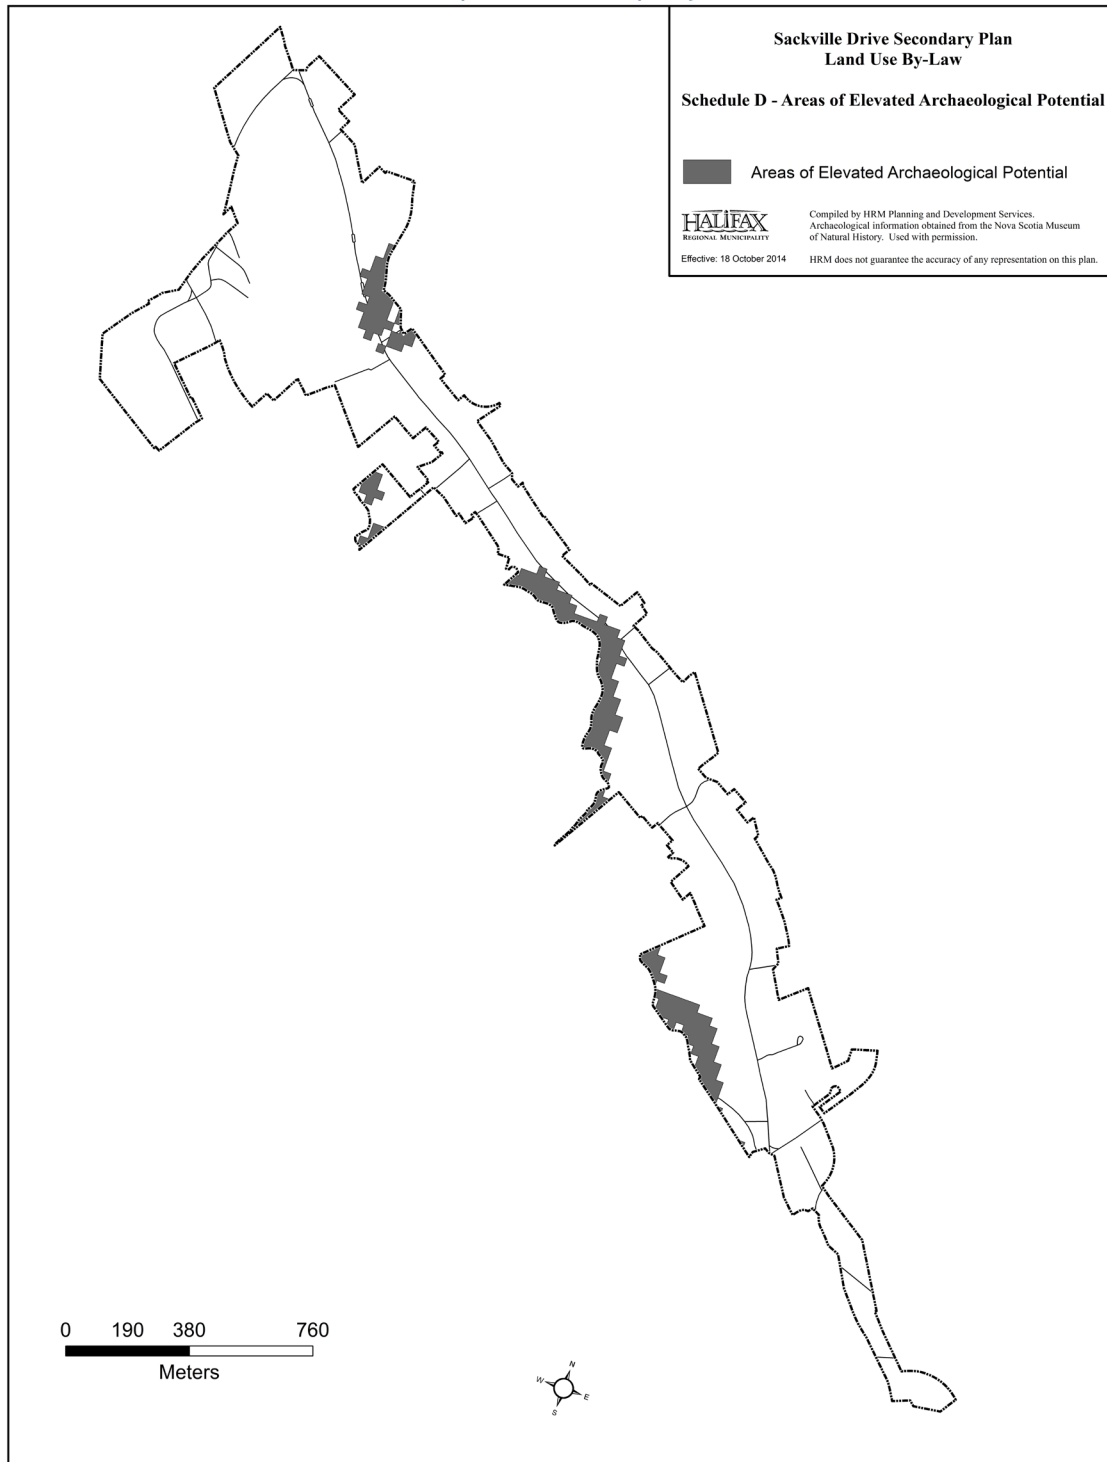 Sackville Drive Secondary Plan
Land Use By-Law
Schedule D - Areas of Elevated Archaeological Potential
Areas of Elevated Archaeological Potential
HALIFAX
REGIONAL MUNICIPALITY
Compiled by HRM Planning and Development Services.
Archaeological information obtained from the Nova Scotia Museum
of Natural History. Used with permission.
Effective: 18 October 2014
HRM does not guarantee the accuracy of any representation on this plan.
0 190 380 760
Meters
N
W
E
S